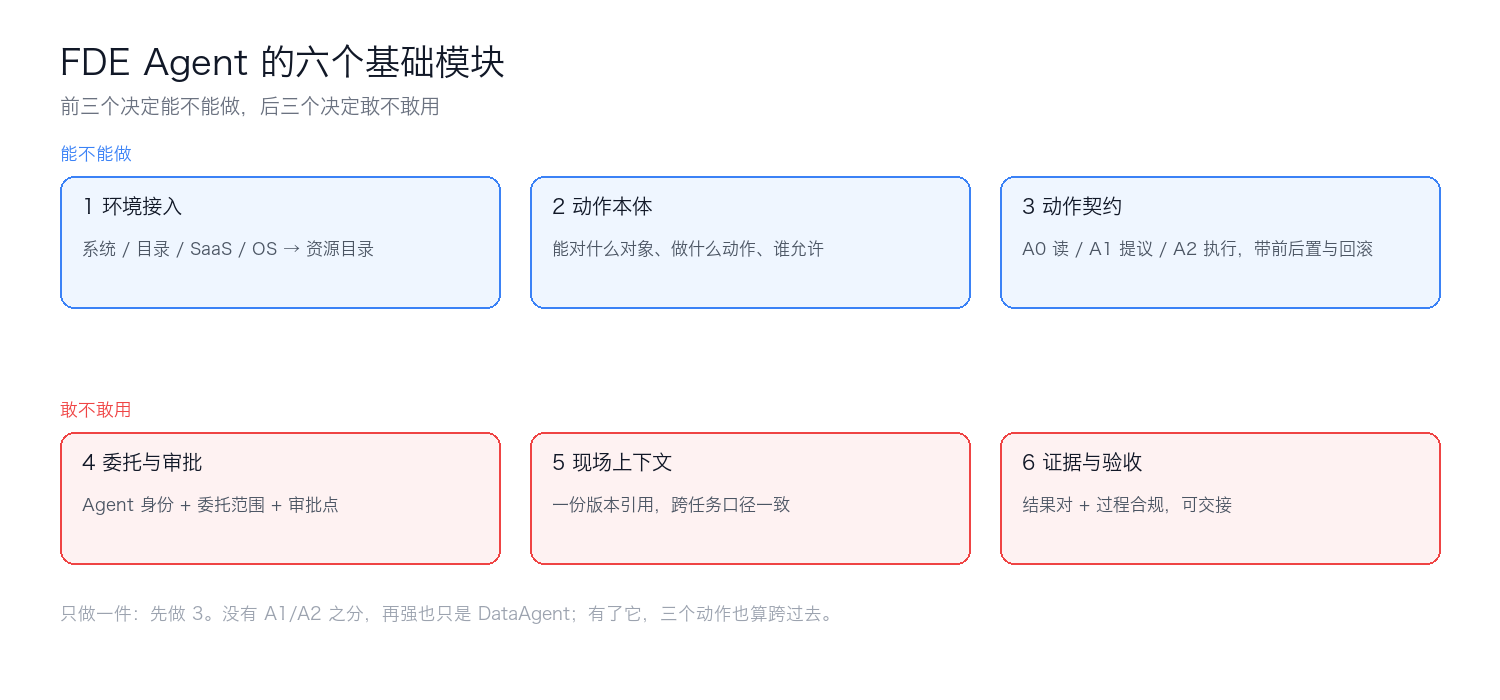 FDE Agent 的六个基础模块
前三个决定能不能做，后三个决定敢不敢用
能不能做
1 环境接入
系统 / 目录 / SaaS / OS → 资源目录
2 动作本体
能对什么对象、做什么动作、谁允许
3 动作契约
A0 读 / A1 提议 / A2 执行，带前后置与回滚
敢不敢用
4 委托与审批
Agent 身份 + 委托范围 + 审批点
5 现场上下文
一份版本引用，跨任务口径一致
6 证据与验收
结果对 + 过程合规，可交接
只做一件：先做 3。没有 A1/A2 之分，再强也只是 DataAgent；有了它，三个动作也算跨过去。